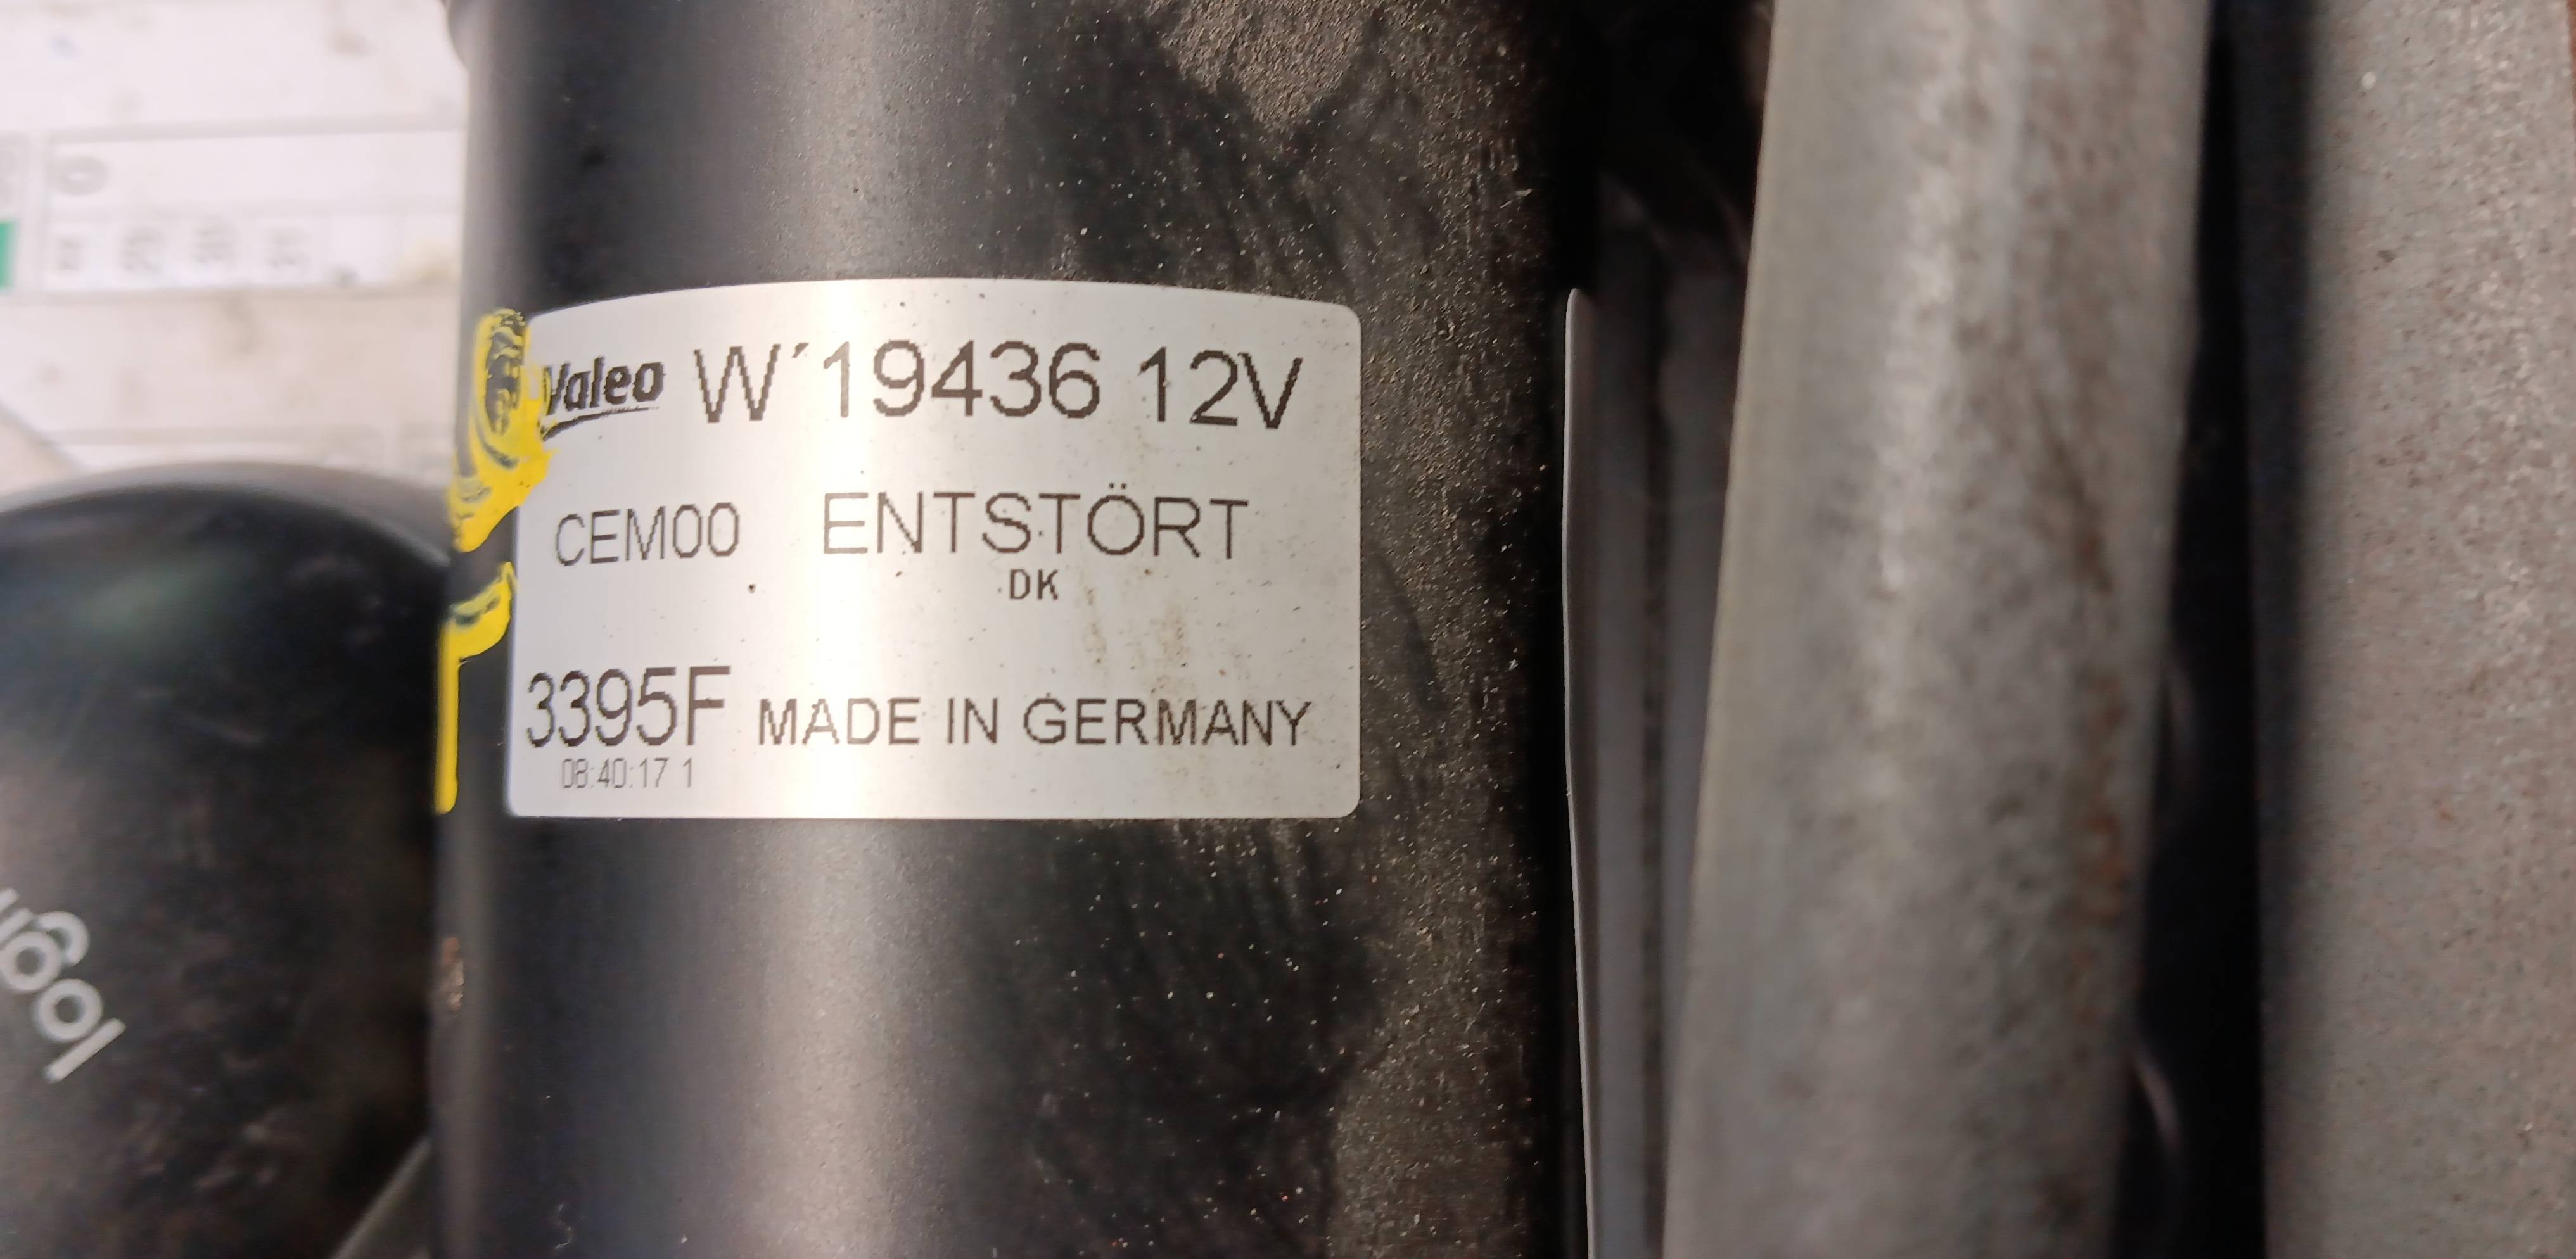 Valeo W´19436 12V
CEM00 ENTSTÖRT
DK
3395F MADE IN GERMANY
08:40:17 1